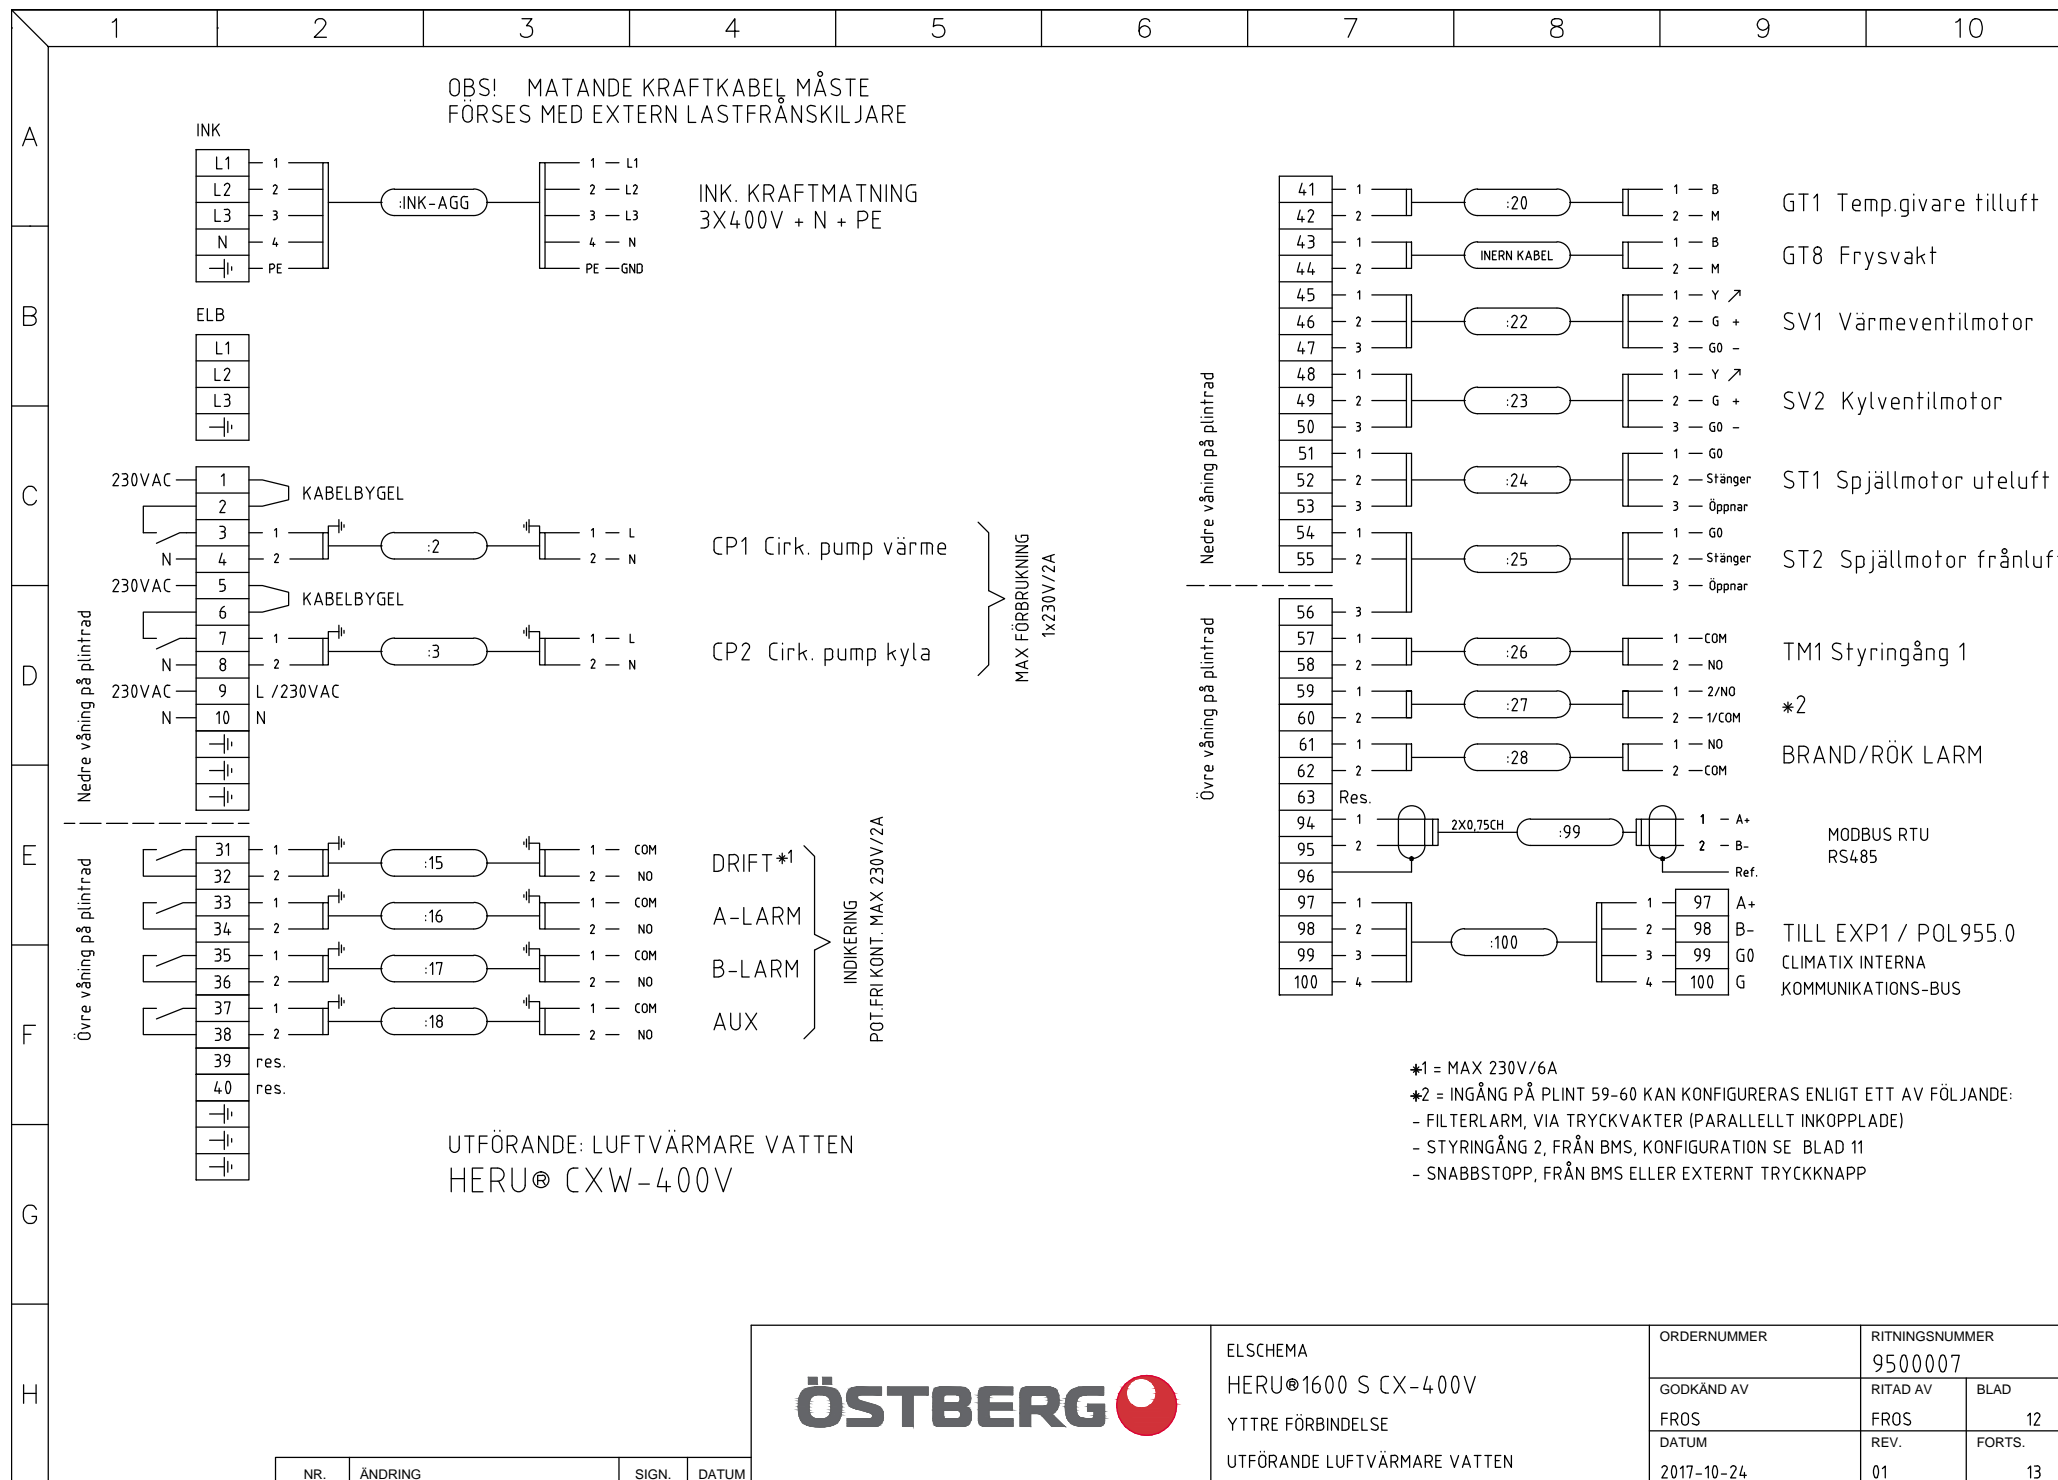 1 2 3 4 5 6 7 8 9 10
A
B
C
D
E
F
G
H
OBS! MATANDE KRAFTKABEL MÅSTE
FÖRSES MED EXTERN LASTFRÅNSKILJARE
INK
L1 1 1 L1
L2 2 2 L2
L3 3 :INK-AGG 3 L3
N 4 4 N
PE PE GND
INK. KRAFTMATNING
3X400V + N + PE
ELB
L1
L2
L3
230VAC 1
2 KABELBYGEL
3 1 1 L
N 4 2 :2 2 N
CP1 Cirk. pump värme
230VAC 5
6 KABELBYGEL
7 1 1 L
N 8 2 :3 2 N
CP2 Cirk. pump kyla
230VAC 9 L /230VAC
N 10 N
MAX FÖRBRUKNING
1x230V/2A
Nedre våning på plintrad
Övre våning på plintrad
31 1 1 COM
32 2 :15 2 NO
DRIFT*1
33 1 1 COM
34 2 :16 2 NO
A-LARM
35 1 1 COM
36 2 :17 2 NO
B-LARM
37 1 1 COM
38 2 :18 2 NO
AUX
39 res.
40 res.
INDIKERING
POT.FRI KONT. MAX 230V/2A
UTFÖRANDE: LUFTVÄRMARE VATTEN
HERU® CXW-400V
Nedre våning på plintrad
Övre våning på plintrad
41 1 1 B
42 2 :20 2 M
GT1 Temp.givare tilluft
43 1 1 B
44 2 INERN KABEL 2 M
GT8 Frysvakt
45 1 1 Y
46 2 :22 2 G +
47 3 3 G0 -
SV1 Värmeventilmotor
48 1 1 Y
49 2 :23 2 G +
50 3 3 G0 -
SV2 Kylventilmotor
51 1 1 G0
52 2 :24 2 Stänger
53 3 3 Öppnar
ST1 Spjällmotor uteluft
54 1 1 G0
55 2 :25 2 Stänger
56 3 3 Öppnar
ST2 Spjällmotor frånluf
57 1 1 COM
58 2 :26 2 NO
TM1 Styringång 1
59 1 1 2/NO
60 2 :27 2 1/COM
*2
61 1 1 NO
62 2 :28 2 COM
BRAND/RÖK LARM
63 Res.
94 1 1 A+
95 2 2X0,75CH :99 2 B-
96 Ref.
MODBUS RTU
RS485
97 1 1 97 A+
98 2 2 98 B-
99 3 :100 3 99 G0
100 4 4 100 G
TILL EXP1 / POL955.0
CLIMATIX INTERNA
KOMMUNIKATIONS-BUS
*1 = MAX 230V/6A
*2 = INGÅNG PÅ PLINT 59-60 KAN KONFIGURERAS ENLIGT ETT AV FÖLJANDE:
- FILTERLARM, VIA TRYCKVAKTER (PARALLELLT INKOPPLADE)
- STYRINGÅNG 2, FRÅN BMS, KONFIGURATION SE BLAD 11
- SNABBSTOPP, FRÅN BMS ELLER EXTERNT TRYCKKNAPP
NR. ÄNDRING SIGN. DATUM
ÖSTBERG
ELSCHEMA
HERU®1600 S CX-400V
YTTRE FÖRBINDELSE
UTFÖRANDE LUFTVÄRMARE VATTEN
ORDERNUMMER RITNINGSNUMMER
9500007
GODKÄND AV RITAD AV BLAD
FROS FROS 12
DATUM REV. FORTS.
2017-10-24 01 13